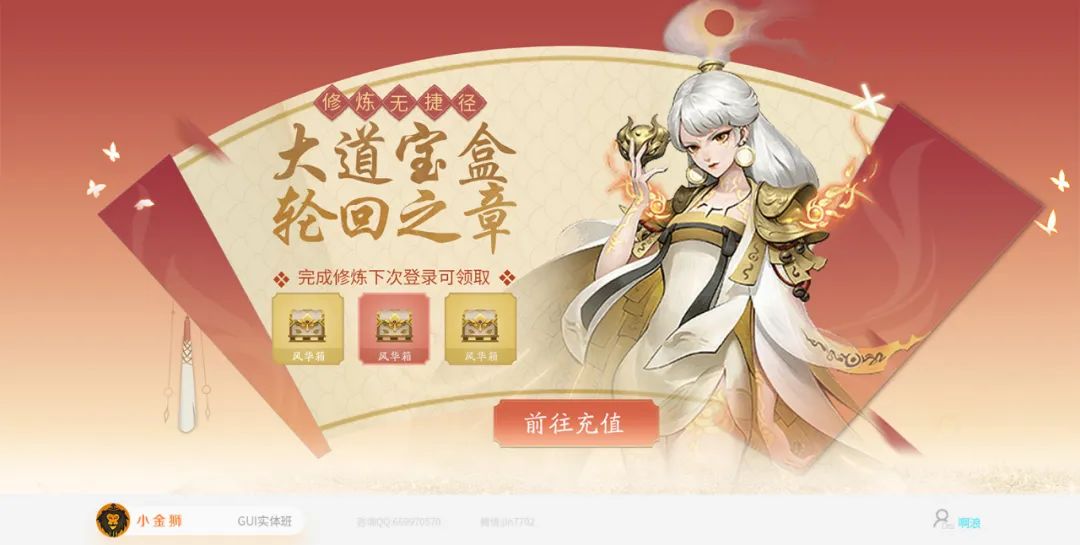 修炼无捷径
大道宝盒
轮回之章
完成修炼下次登录可领取
风华箱
风华箱
风华箱
前往充值
小金狮
GUI实体班
咨询QQ:669970570
微信:jin7702
啊浪